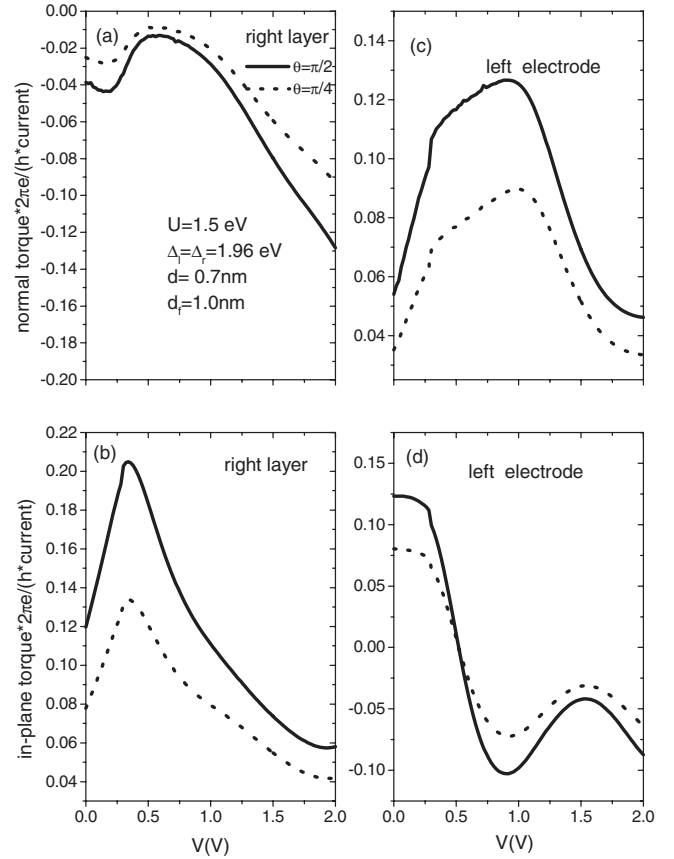 (a) right layer
θ=π/2
θ=π/4
U=1.5 eV
Δl=Δr=1.96 eV
d= 0.7nm
df=1.0nm
normal torque*2πe/(h*current)
0.00
-0.02
-0.04
-0.06
-0.08
-0.10
-0.12
-0.14
-0.16
-0.18
-0.20
(c)
left electrode
0.14
0.12
0.10
0.08
0.06
0.04
(b)
right layer
in-plane torque*2πe/(h*current)
0.22
0.20
0.18
0.16
0.14
0.12
0.10
0.08
0.06
0.04
0.0 0.5 1.0 1.5 2.0
V(V)
(d)
left electrode
0.15
0.10
0.05
0.00
-0.05
-0.10
0.0 0.5 1.0 1.5 2.0
V(V)